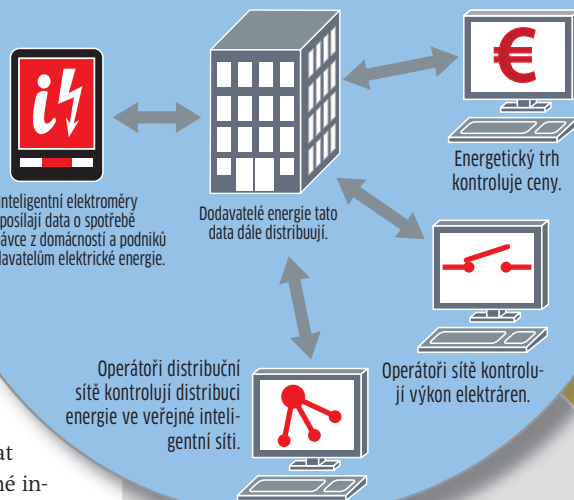 Inteligentní elektroměry
posílají data o spotřebě
ávce z domácností a podniků
davatelům elektrické energie.
Dodavatelé energie tato
data dále distribuují.
€
Energetický trh
kontroluje ceny.
Operátoři sítě kontrolu-
jí výkon elektráren.
Operátoři distribuční
sítě kontrolují distribuci
energie ve veřejné inteli-
gentní síti.
at
né in-